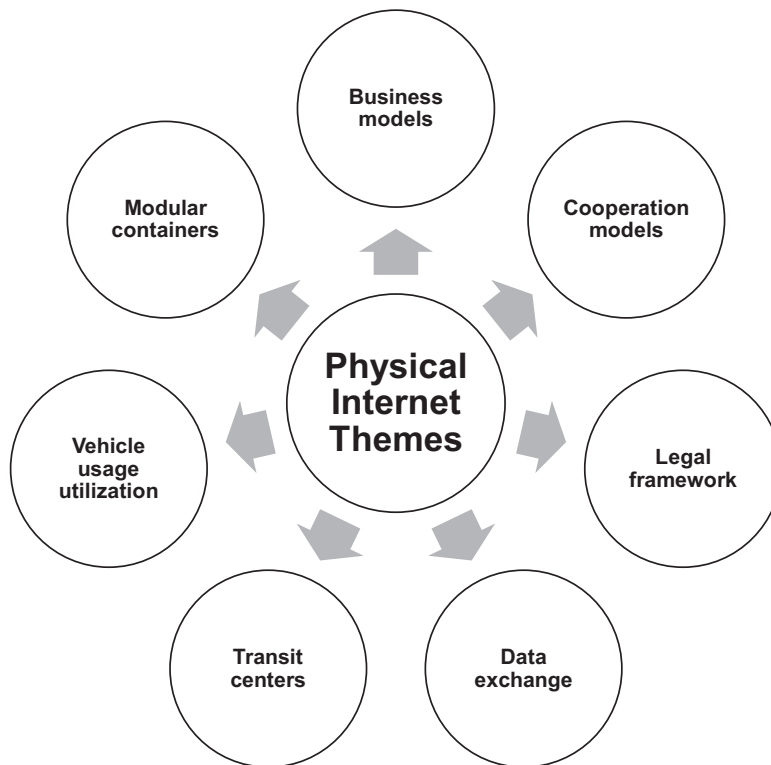 Business
models
Cooperation
models
Legal
framework
Data
exchange
Transit
centers
Vehicle
usage
utilization
Modular
containers
Physical
Internet
Themes